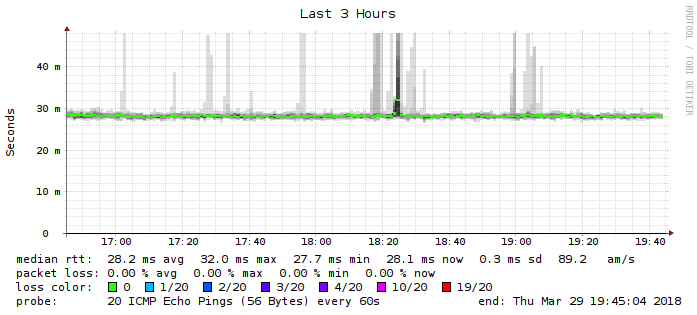 Last 3 Hours
RRDTOOL / TOBI OETIKER
Seconds
40 m
30 m
20 m
10 m
0
17:00 17:20 17:40 18:00 18:20 18:40 19:00 19:20 19:40
median rtt: 28.2 ms avg 32.0 ms max 27.7 ms min 28.1 ms now 0.3 ms sd 89.2 am/s
packet loss: 0.00 % avg 0.00 % max 0.00 % min 0.00 % now
loss color: 0 1/20 2/20 3/20 4/20 10/20 19/20
probe: 20 ICMP Echo Pings (56 Bytes) every 60s end: Thu Mar 29 19:45:04 2018